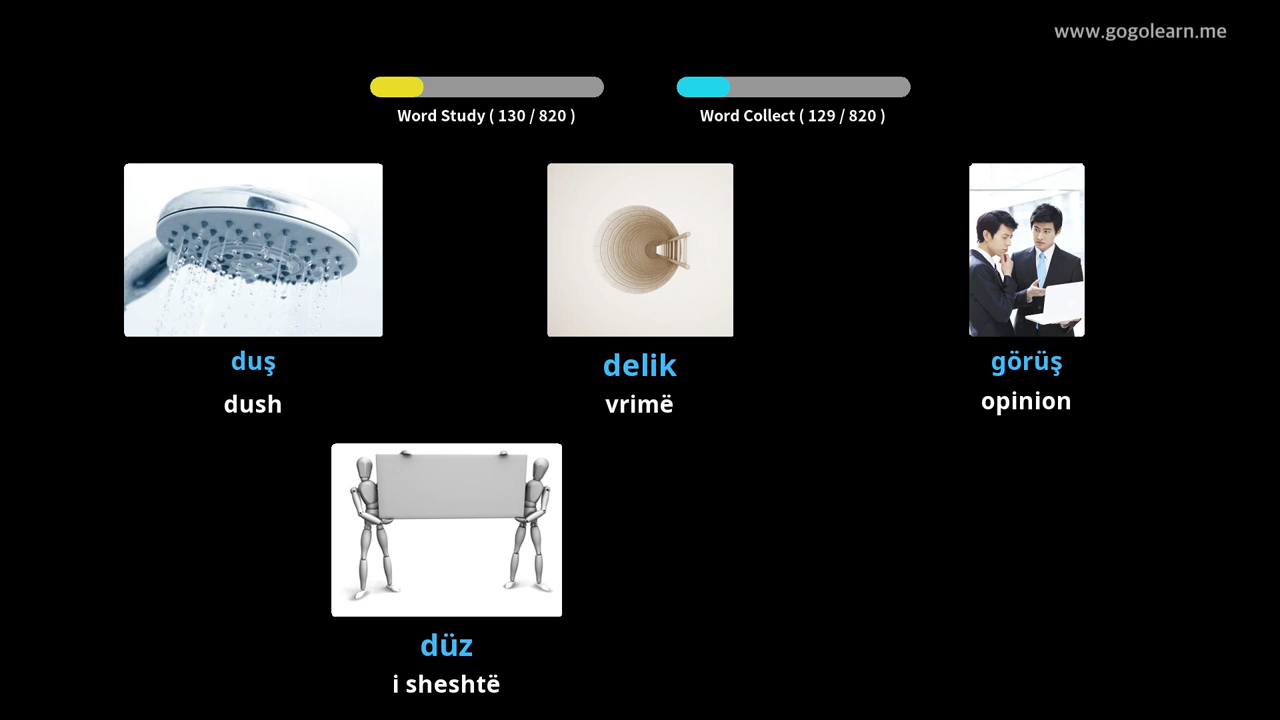 www.gogolearn.me
Word Study ( 130 / 820 )
Word Collect ( 129 / 820 )
duş
dush
delik
vrimë
görüş
opinion
düz
i sheshtë